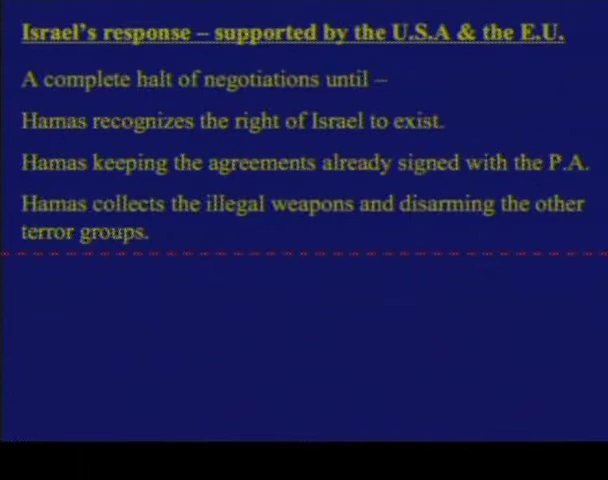 Israel's response – supported by the U.S.A & the E.U.
A complete halt of negotiations until –
Hamas recognizes the right of Israel to exist.
Hamas keeping the agreements already signed with the P.A.
Hamas collects the illegal weapons and disarming the other
terror groups.